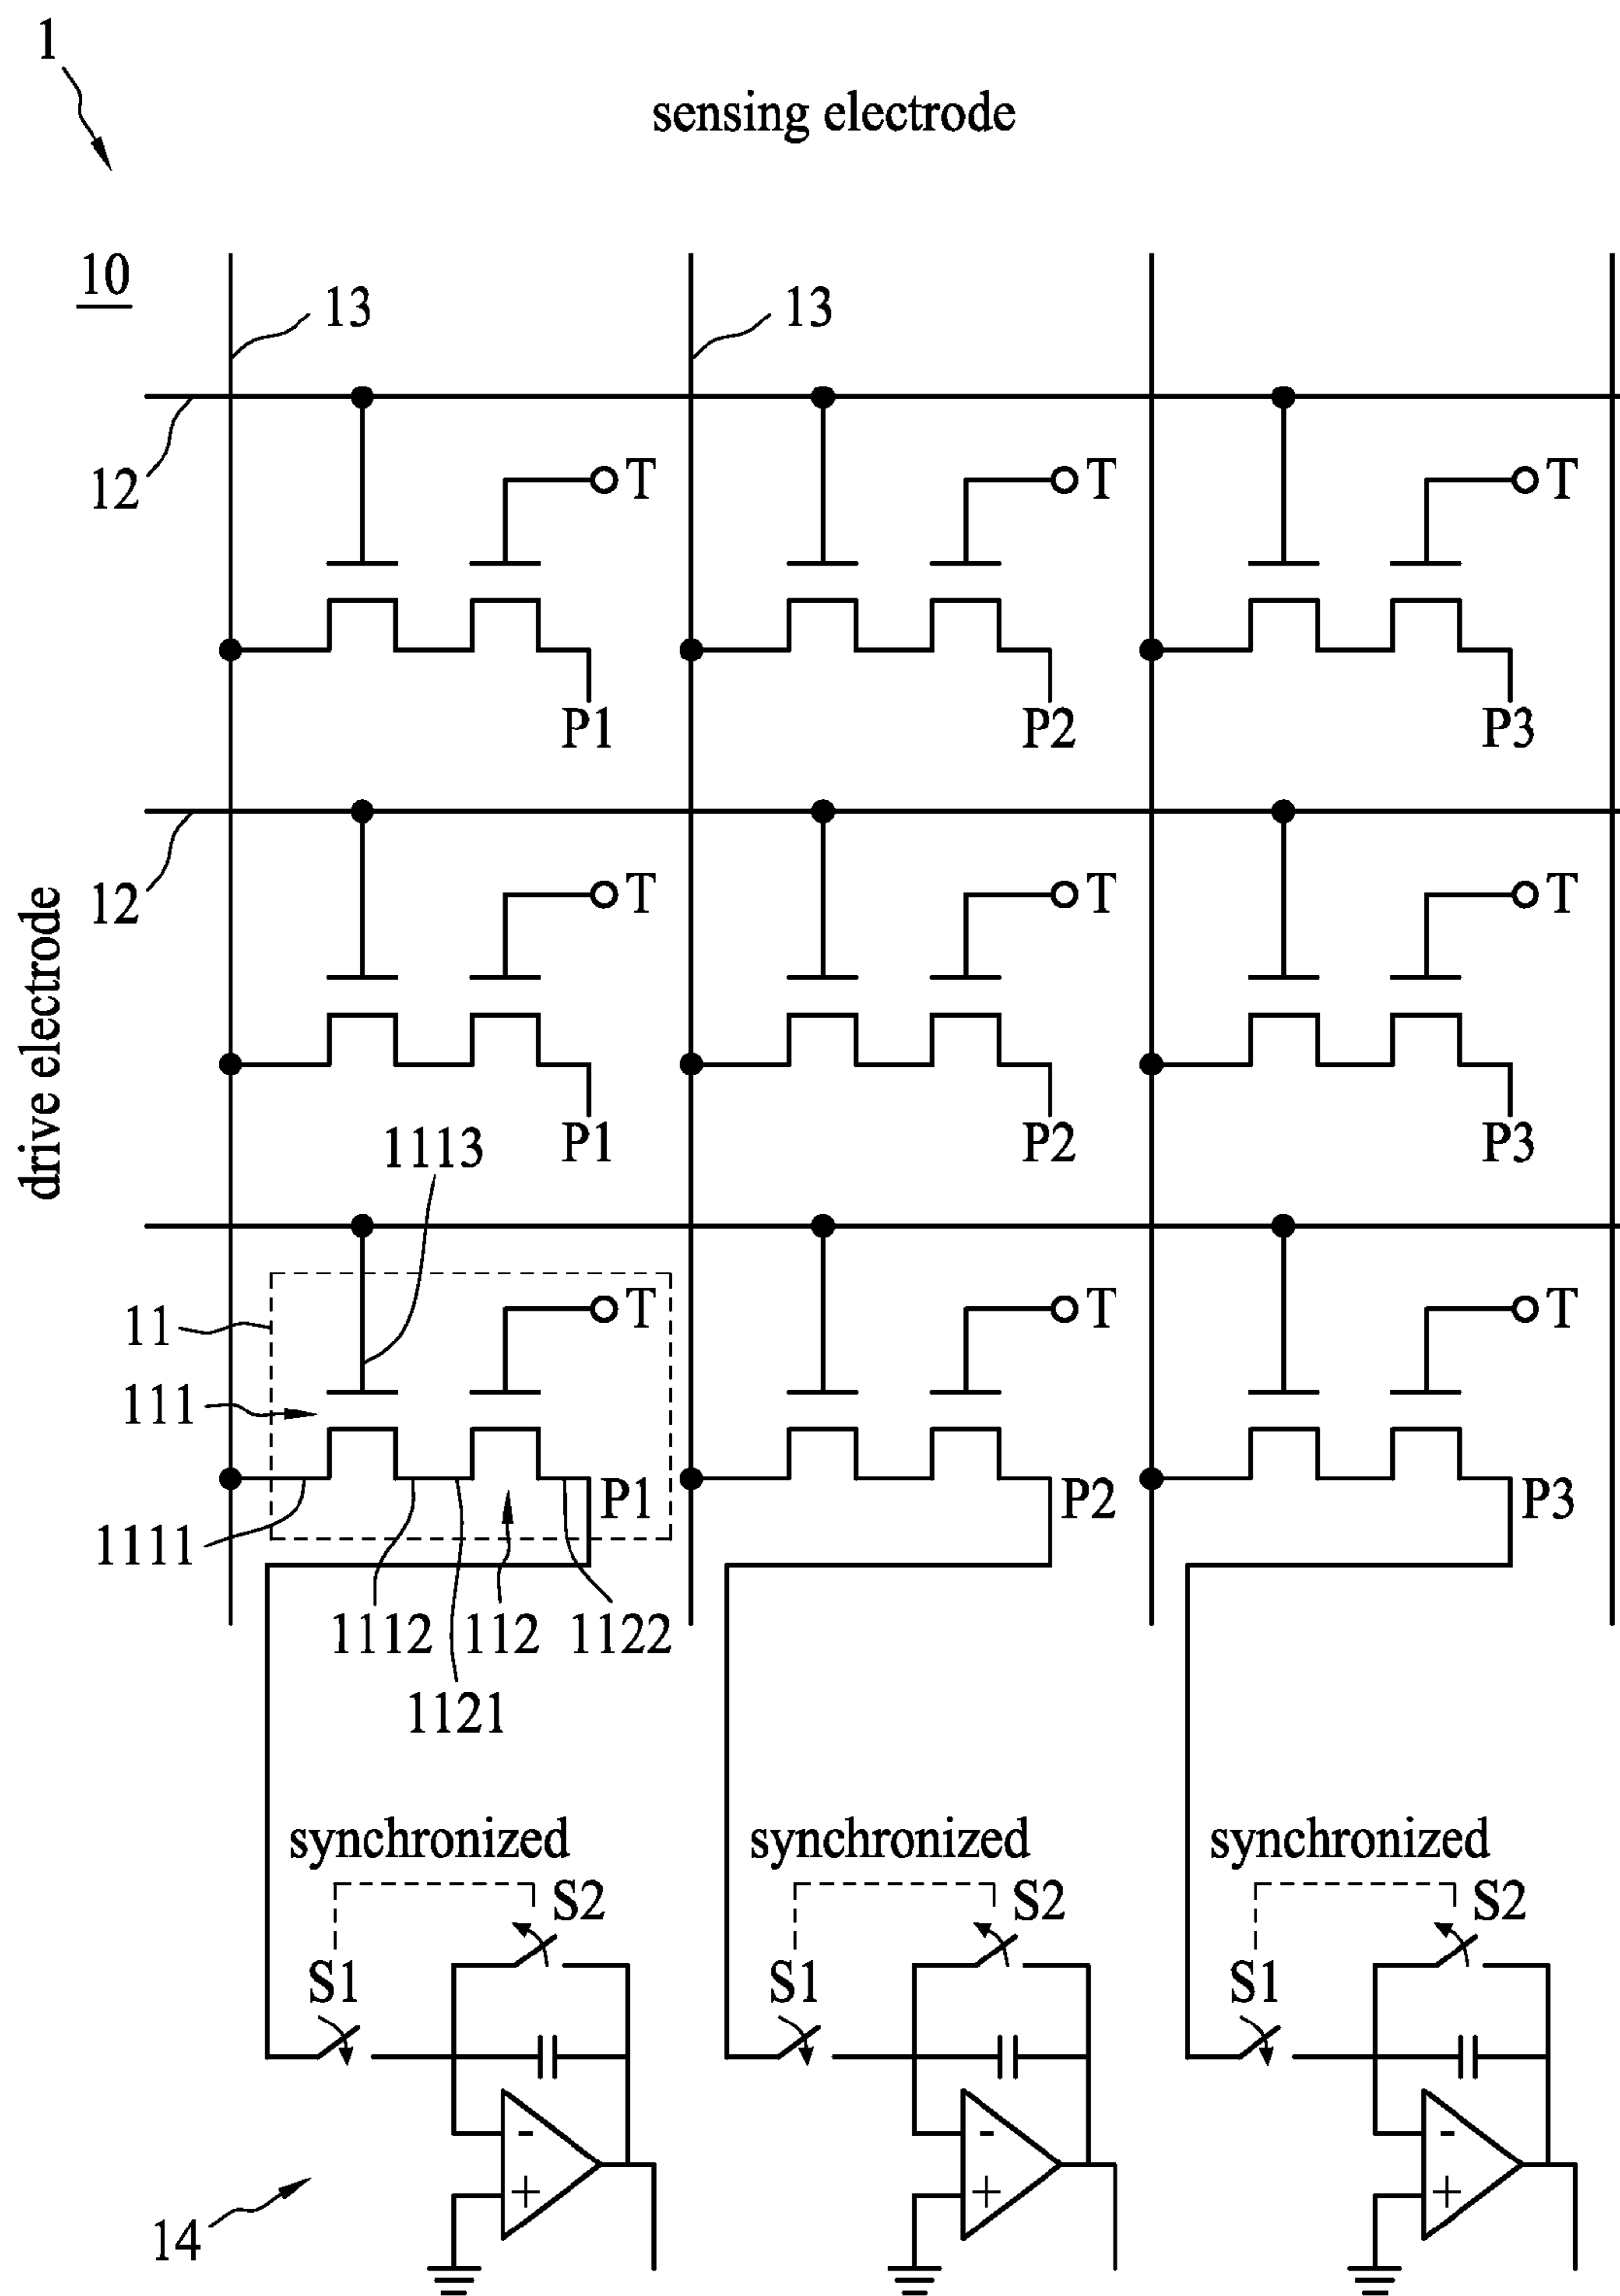 1
sensing electrode
10
13
13
12
T
T
T
P1
P2
P3
12
T
T
T
drive electrode
1113
P1
P2
P3
11
T
T
T
111
P1
P2
P3
1111
1112
112
1122
1121
synchronized
synchronized
synchronized
S2
S2
S2
S1
S1
S1
-
-
-
+
+
+
14